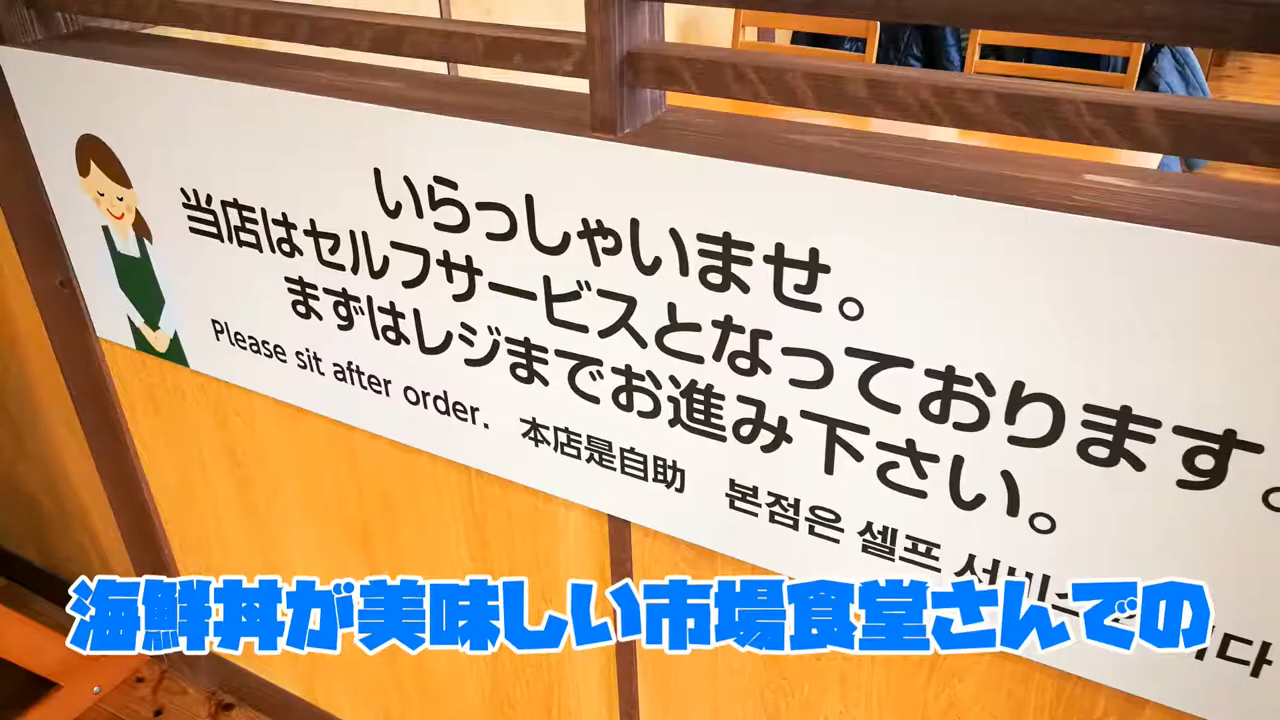 いらっしゃいませ。
当店はセルフサービスとなっております。
まずはレジまでお進み下さい。
Please sit after order. 本店是自助 본점은 셀프
海鮮丼が美味しい市場食堂さんでの